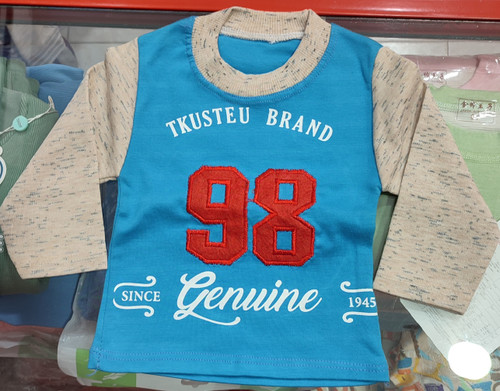 TKUSTEU BRAND
98
SINCE Genuine 1945